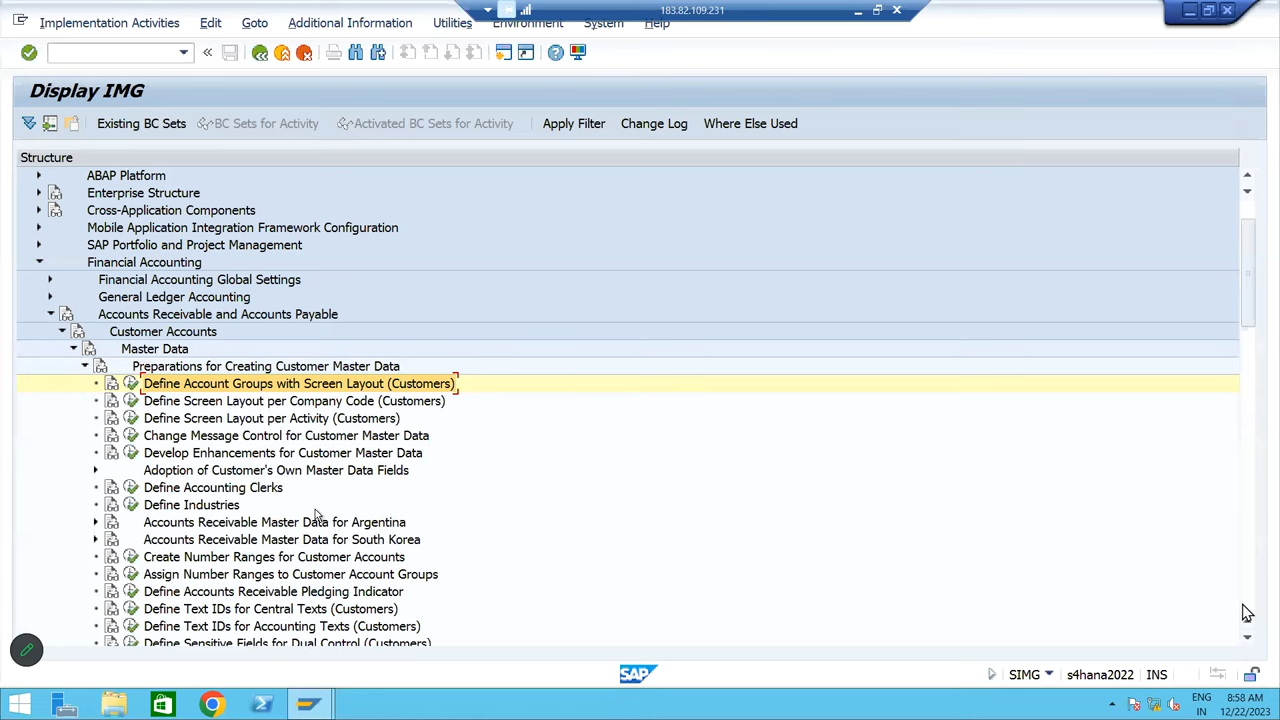 183.82.109.231
Implementation Activities Edit Goto Additional Information Utilities Environment System Help
Display IMG
Existing BC Sets BC Sets for Activity Activated BC Sets for Activity Apply Filter Change Log Where Else Used
Structure
ABAP Platform
Enterprise Structure
Cross-Application Components
Mobile Application Integration Framework Configuration
SAP Portfolio and Project Management
Financial Accounting
Financial Accounting Global Settings
General Ledger Accounting
Accounts Receivable and Accounts Payable
Customer Accounts
Master Data
Preparations for Creating Customer Master Data
Define Account Groups with Screen Layout (Customers)
Define Screen Layout per Company Code (Customers)
Define Screen Layout per Activity (Customers)
Change Message Control for Customer Master Data
Develop Enhancements for Customer Master Data
Adoption of Customer's Own Master Data Fields
Define Accounting Clerks
Define Industries
Accounts Receivable Master Data for Argentina
Accounts Receivable Master Data for South Korea
Create Number Ranges for Customer Accounts
Assign Number Ranges to Customer Account Groups
Define Accounts Receivable Pledging Indicator
Define Text IDs for Central Texts (Customers)
Define Text IDs for Accounting Texts (Customers)
Define Sensitive Fields for Dual Control (Customers)
SAP SIMG s4hana2022 INS
ENG 8:58 AM
IN 12/22/2023